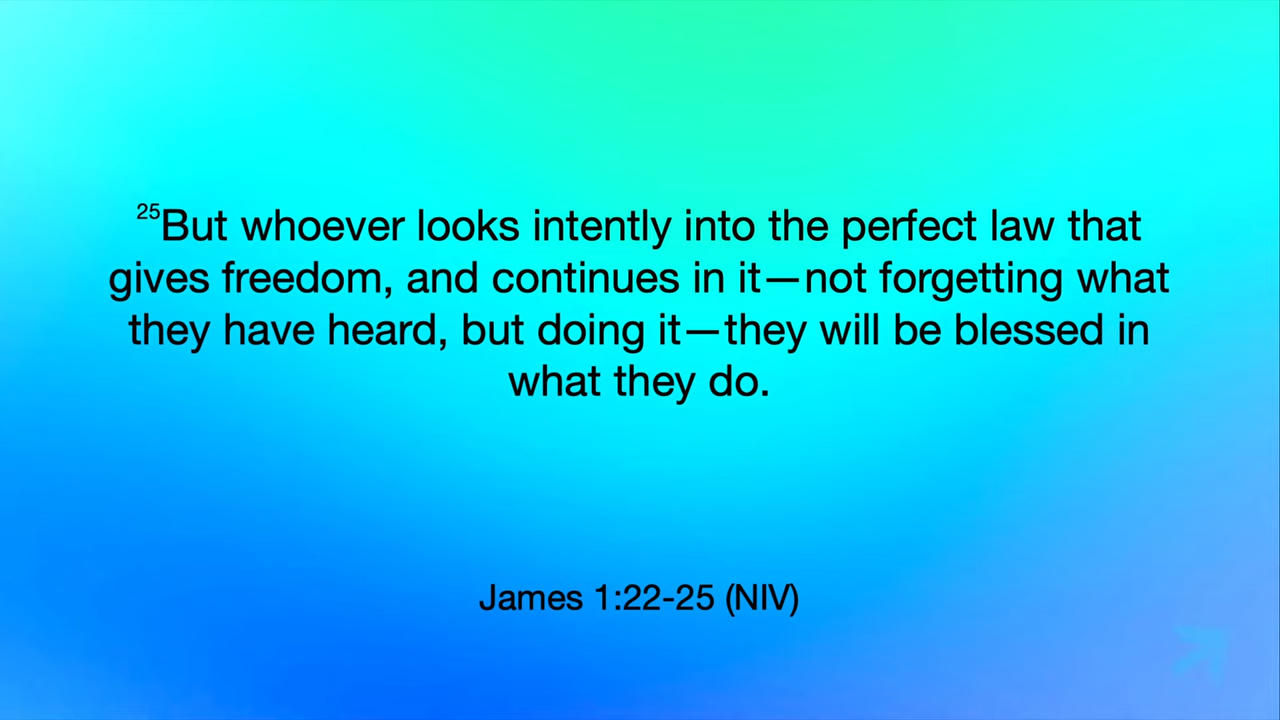 25But whoever looks intently into the perfect law that
gives freedom, and continues in it—not forgetting what
they have heard, but doing it—they will be blessed in
what they do.
James 1:22-25 (NIV)